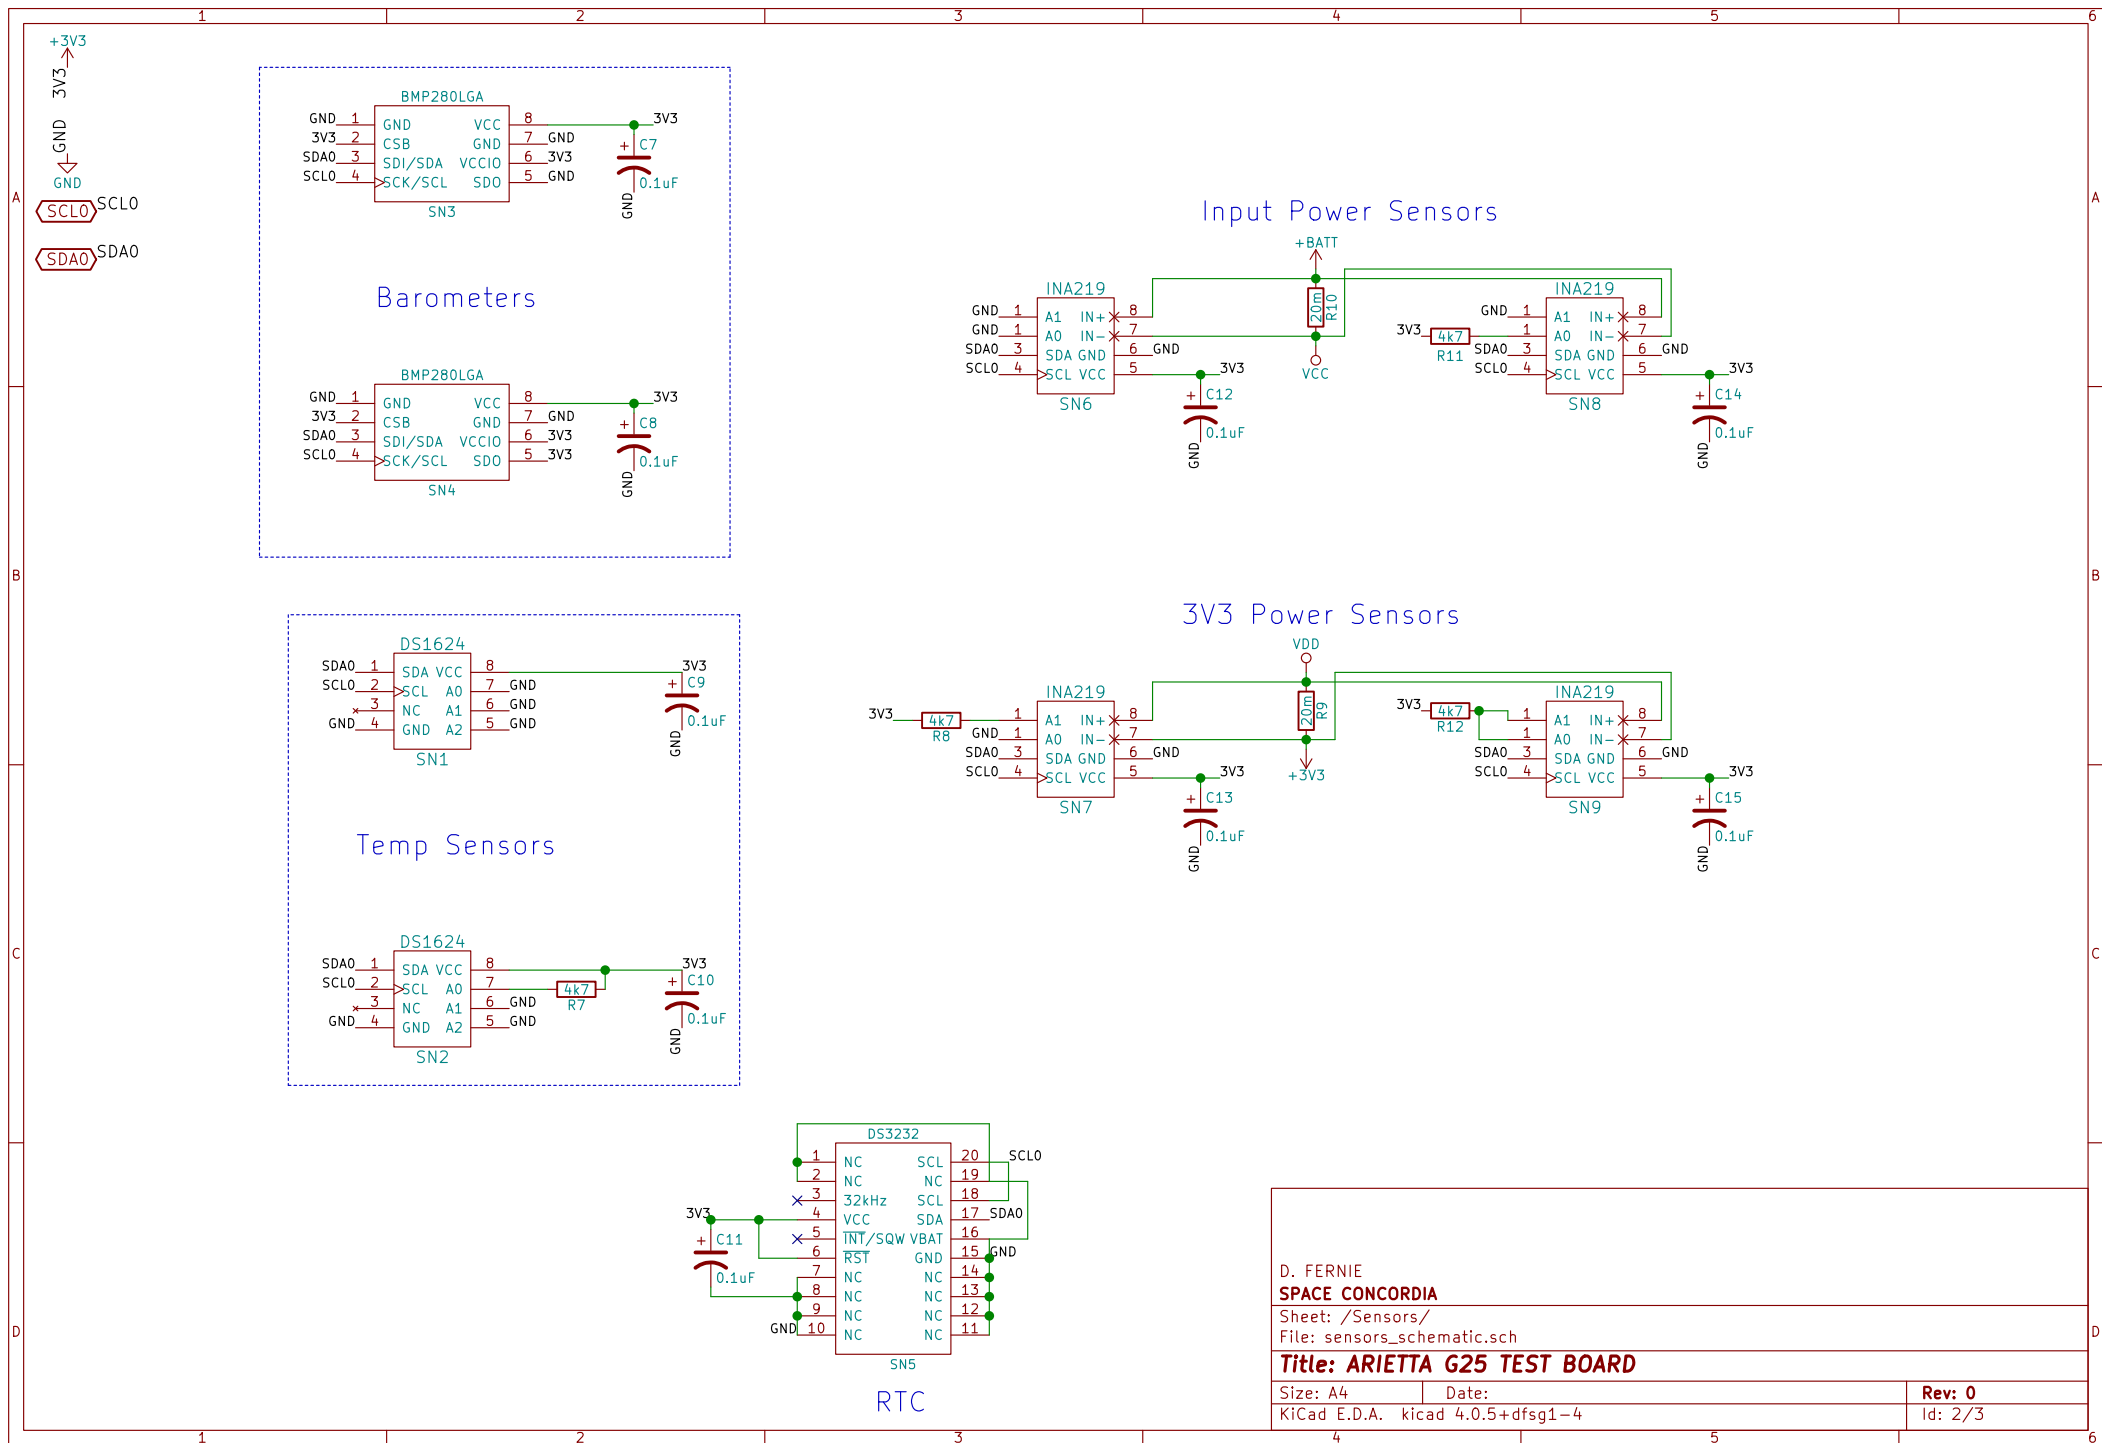 1 2 3 4 5 6
+3V3
3V3
GND
GND
SCL0 SCL0
SDA0 SDA0
A
B
C
D
BMP280LGA
GND 1 GND VCC 8 3V3
3V3 2 CSB GND 7 GND
SDA0 3 SDI/SDA VCCIO 6 3V3
SCL0 4 SCK/SCL SDO 5 GND
SN3
+ C7
0.1uF
GND
Barometers
BMP280LGA
GND 1 GND VCC 8 3V3
3V3 2 CSB GND 7 GND
SDA0 3 SDI/SDA VCCIO 6 3V3
SCL0 4 SCK/SCL SDO 5 3V3
SN4
+ C8
0.1uF
GND
DS1624
SDA0 1 SDA VCC 8 3V3
SCL0 2 SCL A0 7 GND
3 NC A1 6 GND
GND 4 GND A2 5 GND
SN1
+ C9
0.1uF
GND
Temp Sensors
DS1624
SDA0 1 SDA VCC 8 3V3
SCL0 2 SCL A0 7 4k7
R7
3 NC A1 6 GND
GND 4 GND A2 5 GND
SN2
+ C10
0.1uF
GND
Input Power Sensors
+BATT
20m R10
VCC
INA219
GND 1 A1 IN+ 8
GND 1 A0 IN- 7
SDA0 3 SDA GND 6 GND
SCL0 4 SCL VCC 5 3V3
SN6
+ C12
0.1uF
GND
INA219
GND 1 A1 IN+ 8
3V3 4k7 1 A0 IN- 7
R11
SDA0 3 SDA GND 6 GND
SCL0 4 SCL VCC 5 3V3
SN8
+ C14
0.1uF
GND
3V3 Power Sensors
VDD
20m R9
+3V3
INA219
3V3 4k7 1 A1 IN+ 8
R8
GND 1 A0 IN- 7
SDA0 3 SDA GND 6 GND
SCL0 4 SCL VCC 5 3V3
SN7
+ C13
0.1uF
GND
INA219
3V3 4k7 1 A1 IN+ 8
R12
1 A0 IN- 7
SDA0 3 SDA GND 6 GND
SCL0 4 SCL VCC 5 3V3
SN9
+ C15
0.1uF
GND
DS3232
1 NC SCL 20 SCL0
2 NC NC 19
3 32kHz SCL 18
3V3 4 VCC SDA 17 SDA0
5 INT/SQW VBAT 16
6 RST GND 15 GND
7 NC NC 14
8 NC NC 13
9 NC NC 12
GND 10 NC NC 11
+ C11
0.1uF
SN5
RTC
D. FERNIE
SPACE CONCORDIA
Sheet: /Sensors/
File: sensors_schematic.sch
Title: ARIETTA G25 TEST BOARD
Size: A4 Date: Rev: 0
KiCad E.D.A. kicad 4.0.5+dfsg1-4 Id: 2/3
A
B
C
D
1 2 3 4 5 6